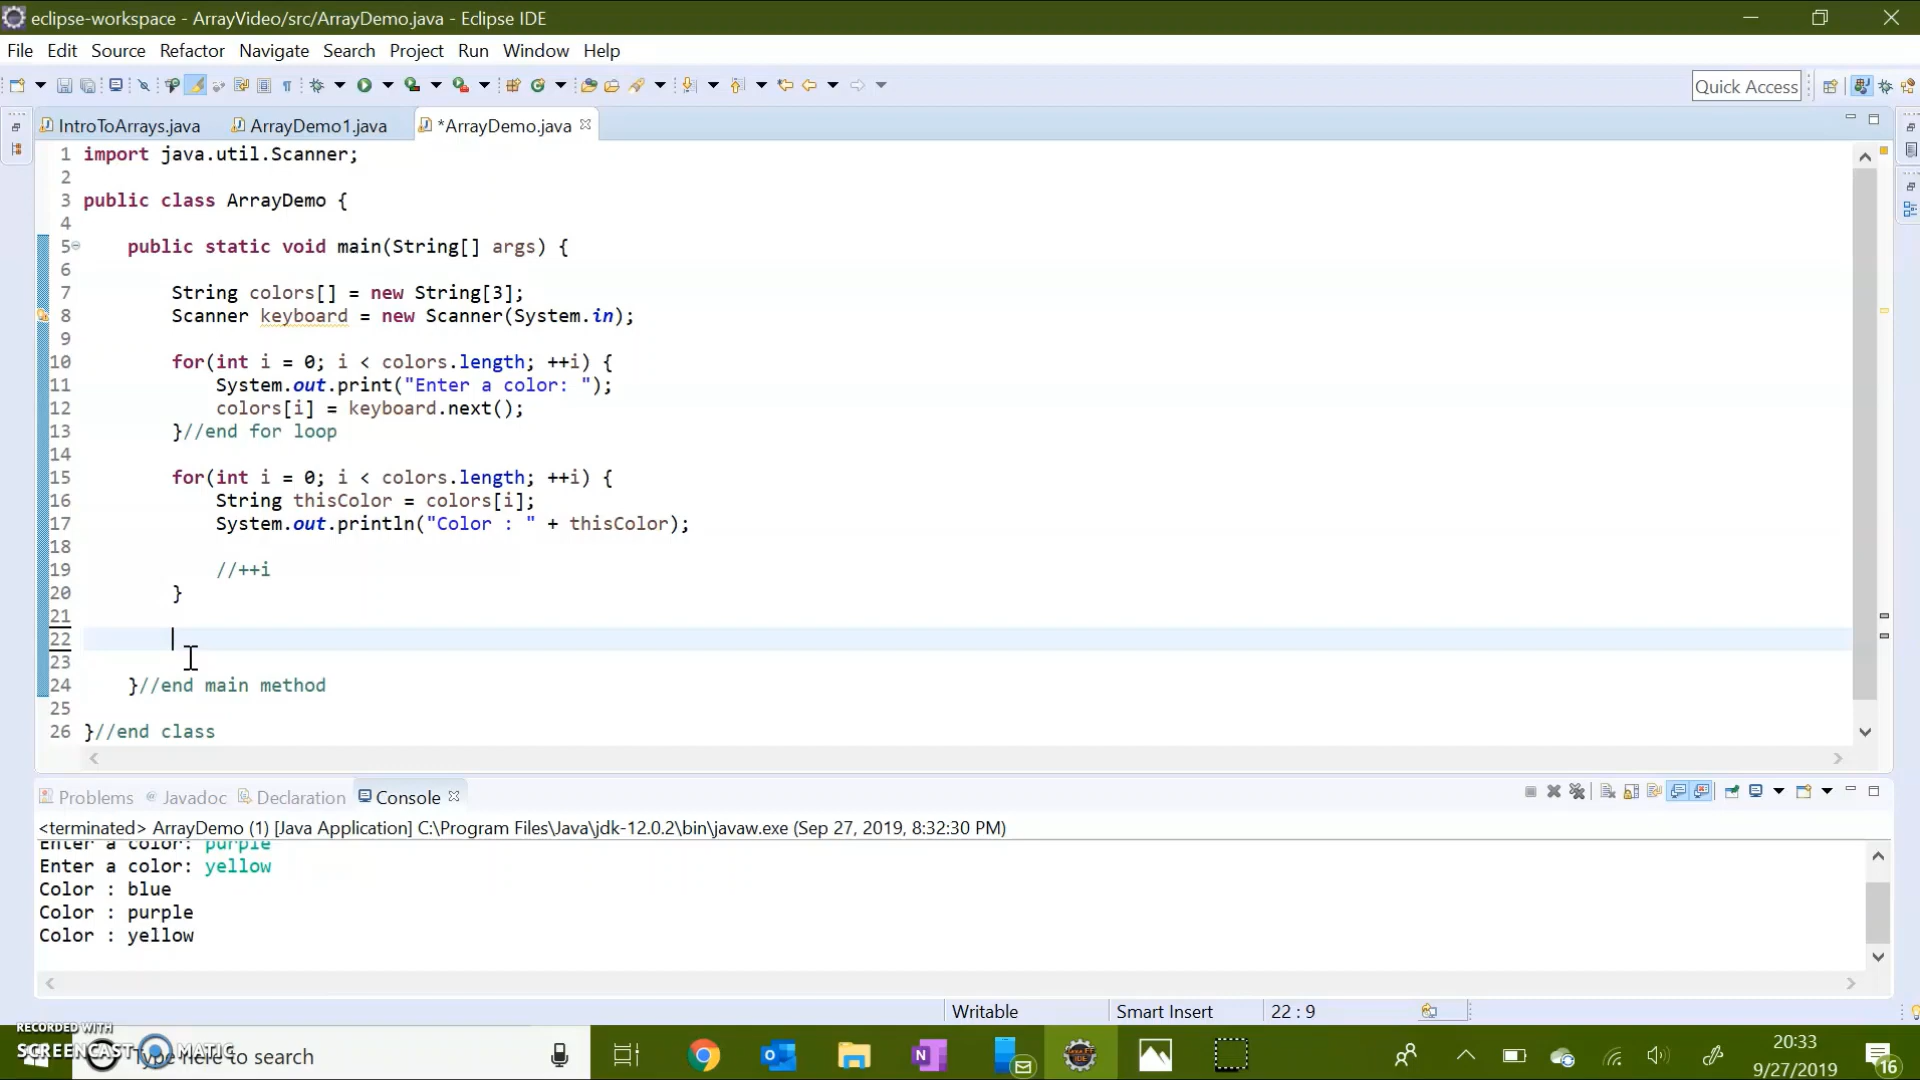 eclipse-workspace - ArrayVideo/src/ArrayDemo.java - Eclipse IDE
File Edit Source Refactor Navigate Search Project Run Window Help
Quick Access
IntroToArrays.java ArrayDemo1.java *ArrayDemo.java
1 import java.util.Scanner;
2
3 public class ArrayDemo {
4
5 public static void main(String[] args) {
6
7 String colors[] = new String[3];
8 Scanner keyboard = new Scanner(System.in);
9
10 for(int i = 0; i < colors.length; ++i) {
11 System.out.print("Enter a color: ");
12 colors[i] = keyboard.next();
13 }//end for loop
14
15 for(int i = 0; i < colors.length; ++i) {
16 String thisColor = colors[i];
17 System.out.println("Color : " + thisColor);
18
19 //++i
20 }
21
22
23
24 }//end main method
25
26 }//end class
Problems Javadoc Declaration Console
<terminated> ArrayDemo (1) [Java Application] C:\Program Files\Java\jdk-12.0.2\bin\javaw.exe (Sep 27, 2019, 8:32:30 PM)
Enter a color: purple
Enter a color: yellow
Color : blue
Color : purple
Color : yellow
Writable Smart Insert 22 : 9
RECORDED WITH
SCREENCAST MATIC
Type here to search
20:33
9/27/2019
16